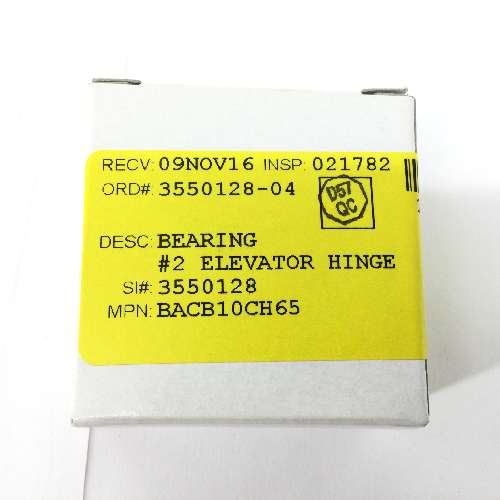 RECV: 09NOV16 INSP: 021782
ORD#: 3550128-04
D57
QC
DESC: BEARING
#2 ELEVATOR HINGE
SI#: 3550128
MPN: BACB10CH65